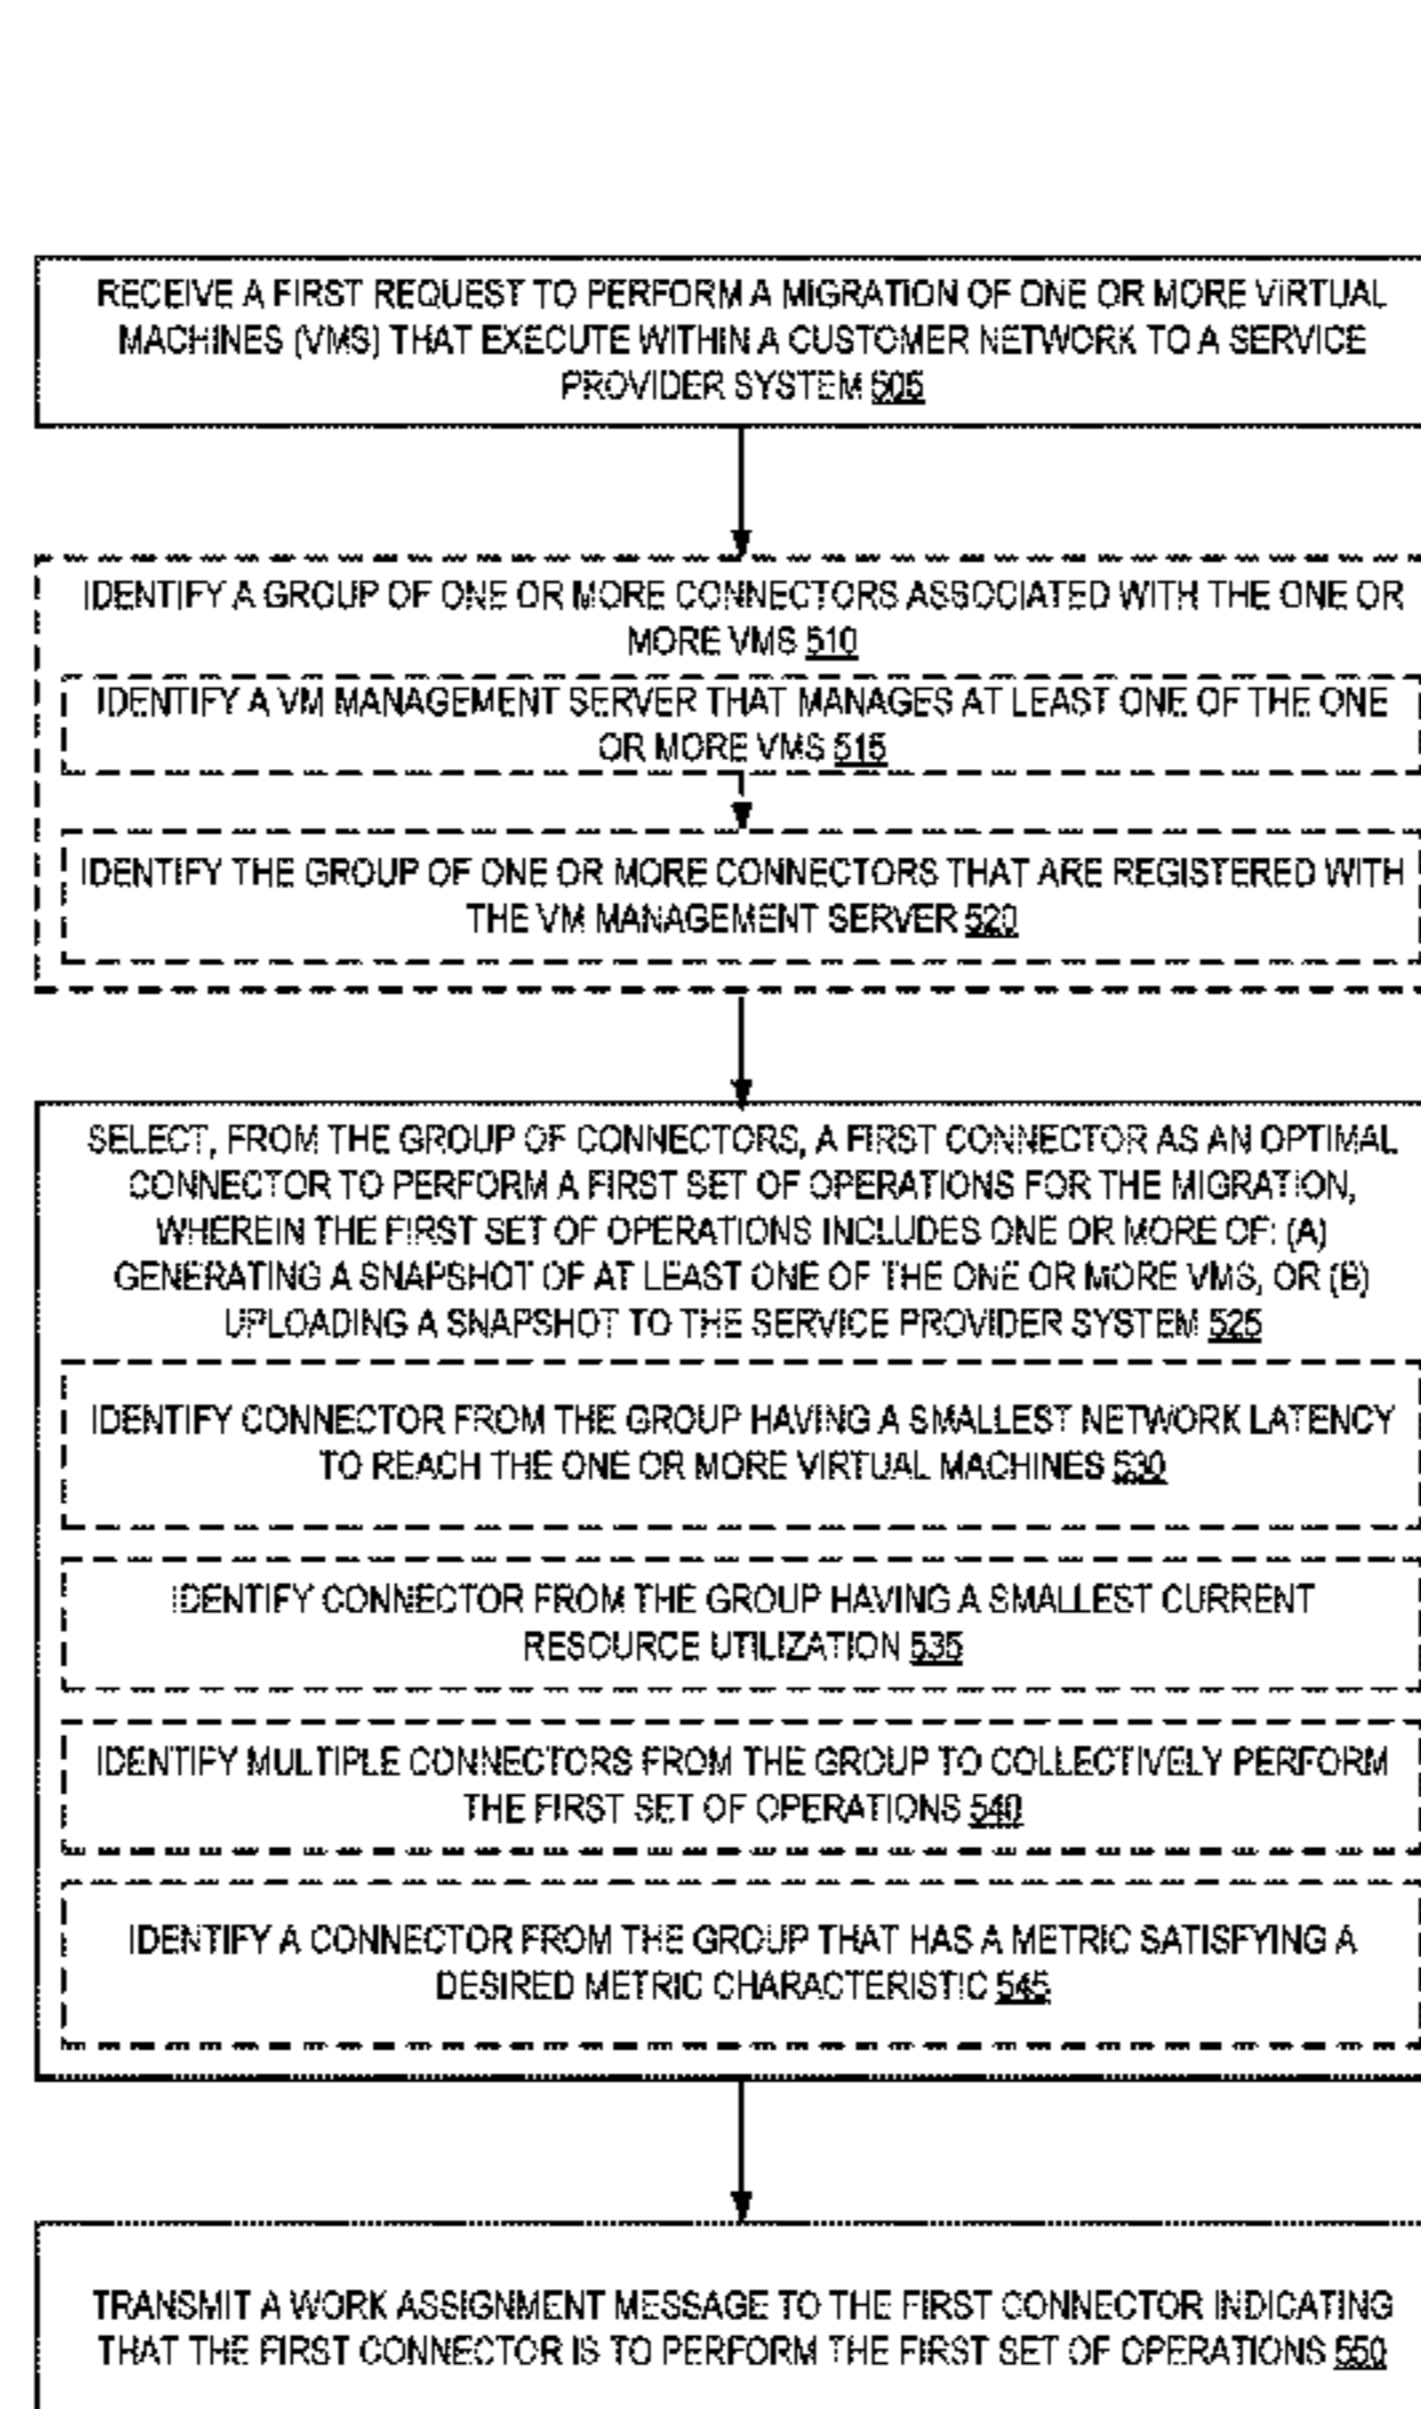 RECEIVE A FIRST REQUEST TO PERFORM A MIGRATION OF ONE OR MORE VIRTUAL
MACHINES (VMS) THAT EXECUTE WITHIN A CUSTOMER NETWORK TO A SERVICE
PROVIDER SYSTEM 505
IDENTIFY A GROUP OF ONE OR MORE CONNECTORS ASSOCIATED WITH THE ONE OR
MORE VMS 510
IDENTIFY A VM MANAGEMENT SERVER THAT MANAGES AT LEAST ONE OF THE ONE
OR MORE VMS 515
IDENTIFY THE GROUP OF ONE OR MORE CONNECTORS THAT ARE REGISTERED WITH
THE VM MANAGEMENT SERVER 520
SELECT, FROM THE GROUP OF CONNECTORS, A FIRST CONNECTOR AS AN OPTIMAL
CONNECTOR TO PERFORM A FIRST SET OF OPERATIONS FOR THE MIGRATION,
WHEREIN THE FIRST SET OF OPERATIONS INCLUDES ONE OR MORE OF: (A)
GENERATING A SNAPSHOT OF AT LEAST ONE OF THE ONE OR MORE VMS, OR (B)
UPLOADING A SNAPSHOT TO THE SERVICE PROVIDER SYSTEM 525
IDENTIFY CONNECTOR FROM THE GROUP HAVING A SMALLEST NETWORK LATENCY
TO REACH THE ONE OR MORE VIRTUAL MACHINES 530
IDENTIFY CONNECTOR FROM THE GROUP HAVING A SMALLEST CURRENT
RESOURCE UTILIZATION 535
IDENTIFY MULTIPLE CONNECTORS FROM THE GROUP TO COLLECTIVELY PERFORM
THE FIRST SET OF OPERATIONS 540
IDENTIFY A CONNECTOR FROM THE GROUP THAT HAS A METRIC SATISFYING A
DESIRED METRIC CHARACTERISTIC 545
TRANSMIT A WORK ASSIGNMENT MESSAGE TO THE FIRST CONNECTOR INDICATING
THAT THE FIRST CONNECTOR IS TO PERFORM THE FIRST SET OF OPERATIONS 550